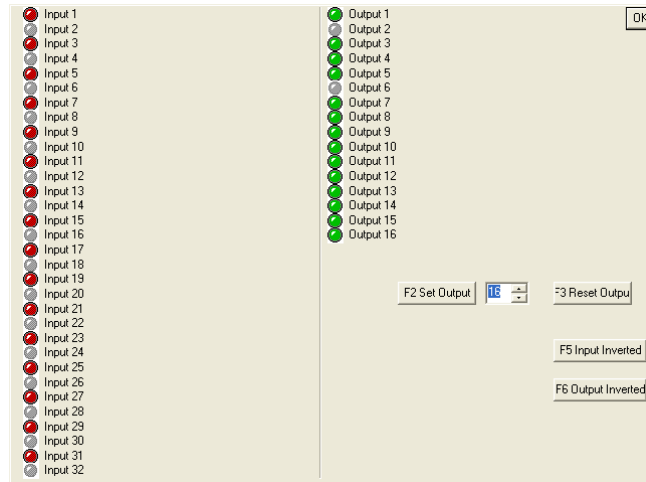 Input 1
Input 2
Input 3
Input 4
Input 5
Input 6
Input 7
Input 8
Input 9
Input 10
Input 11
Input 12
Input 13
Input 14
Input 15
Input 16
Input 17
Input 18
Input 19
Input 20
Input 21
Input 22
Input 23
Input 24
Input 25
Input 26
Input 27
Input 28
Input 29
Input 30
Input 31
Input 32
Output 1
Output 2
Output 3
Output 4
Output 5
Output 6
Output 7
Output 8
Output 9
Output 10
Output 11
Output 12
Output 13
Output 14
Output 15
Output 16
OK
F2 Set Output
16
F3 Reset Outpu
F5 Input Inverted
F6 Output Inverted